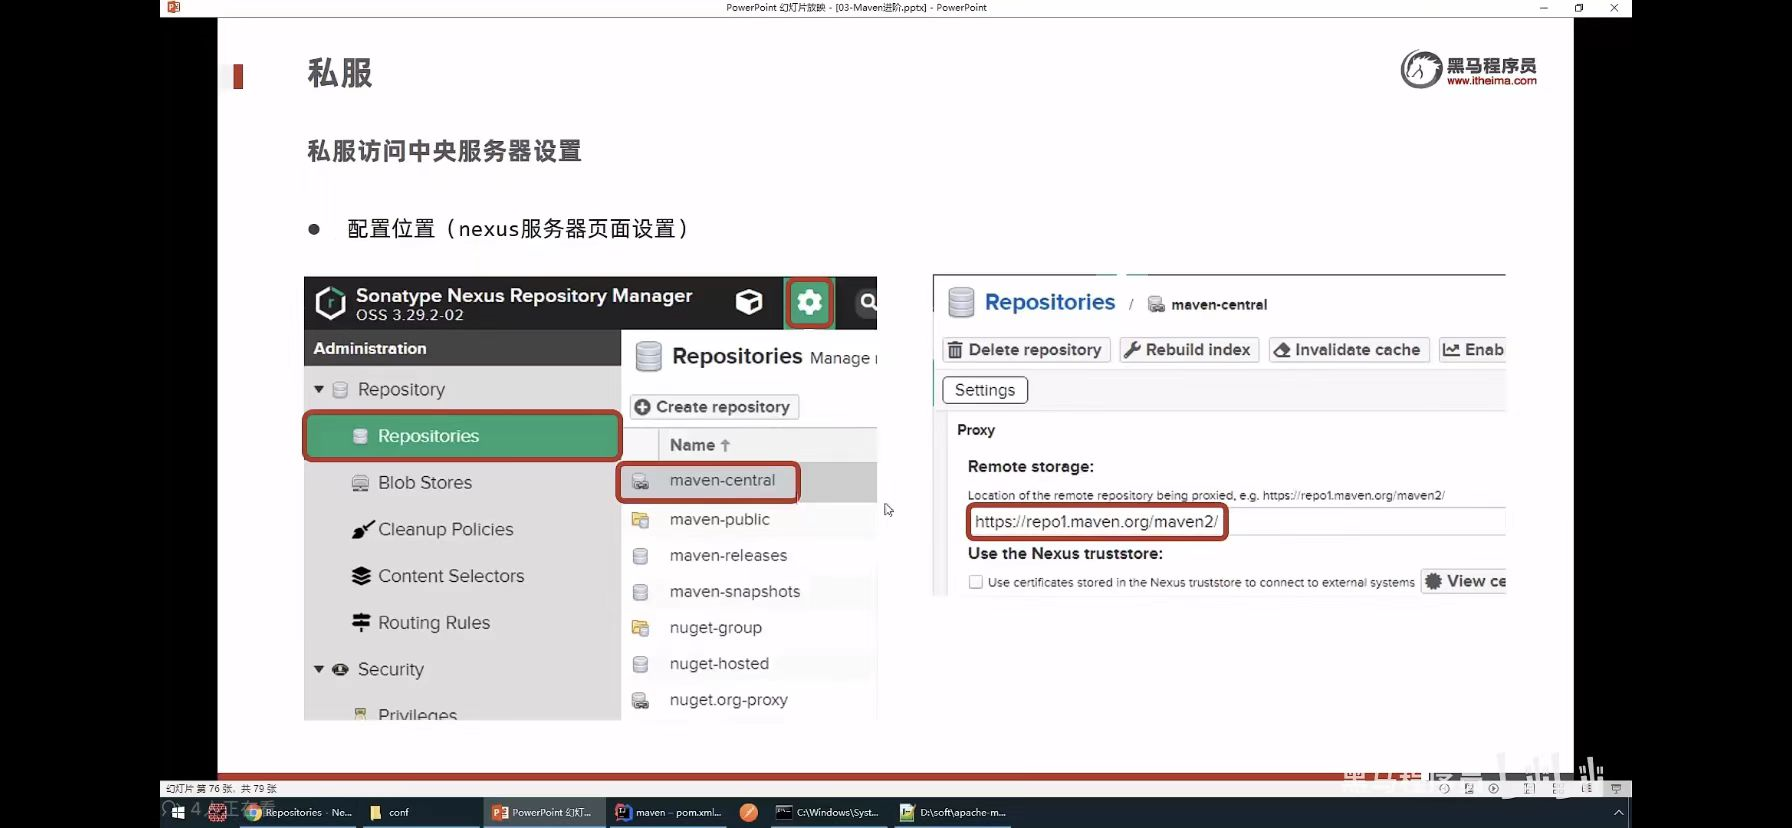 PowerPoint 幻灯片放映 - [03-Maven进阶.pptx] - PowerPoint
私服
黑马程序员
www.itheima.com
私服访问中央服务器设置
● 配置位置（nexus服务器页面设置）
Sonatype Nexus Repository Manager
OSS 3.29.2-02
Administration
Repository
Repositories
Blob Stores
Cleanup Policies
Content Selectors
Routing Rules
Security
Privileges
Repositories Manage
Create repository
Name
maven-central
maven-public
maven-releases
maven-snapshots
nuget-group
nuget-hosted
nuget.org-proxy
Repositories / maven-central
Delete repository
Rebuild index
Invalidate cache
Enab
Settings
Proxy
Remote storage:
Location of the remote repository being proxied, e.g. https://repo1.maven.org/maven2/
https://repo1.maven.org/maven2/
Use the Nexus truststore:
Use certificates stored in the Nexus truststore to connect to external systems
View ce
幻灯片 第 76 张，共 79 张
Repositories - Ne...
conf
PowerPoint 幻灯...
maven – pom.xml...
C:\Windows\Syst...
D:\soft\apache-m...